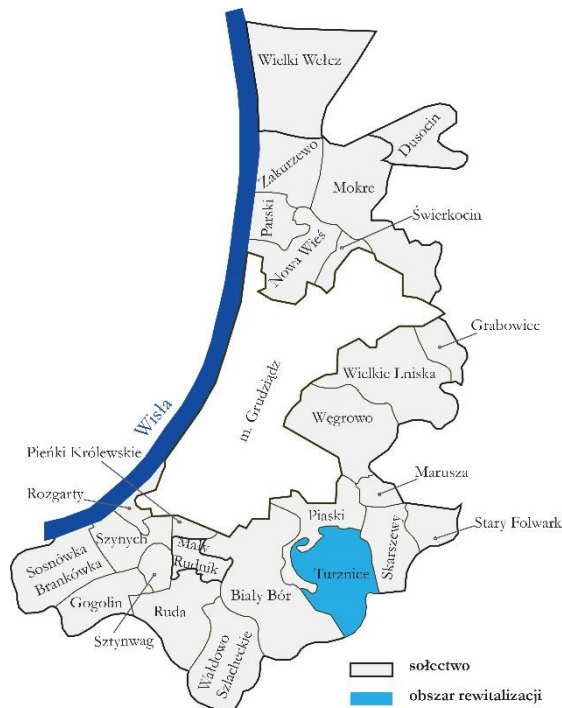 Wielki Wełcz
Dusocin
Zakurzewo
Mokre
Parski
Świerkocin
Nowa Wieś
Grabowiec
Wielkie Lniska
m. Grudziądz
Wisła
Węgrowo
Pieńki Królewskie
Marusza
Rozgarty
Piaski
Stary Folwark
Szynych
Mały
Rudnik
Skarszewy
Sosnówka
Brankówka
Turznice
Biały Bór
Gogolin
Ruda
Sztynwag
Wałdowo
Szlacheckie
sołectwo
obszar rewitalizacji